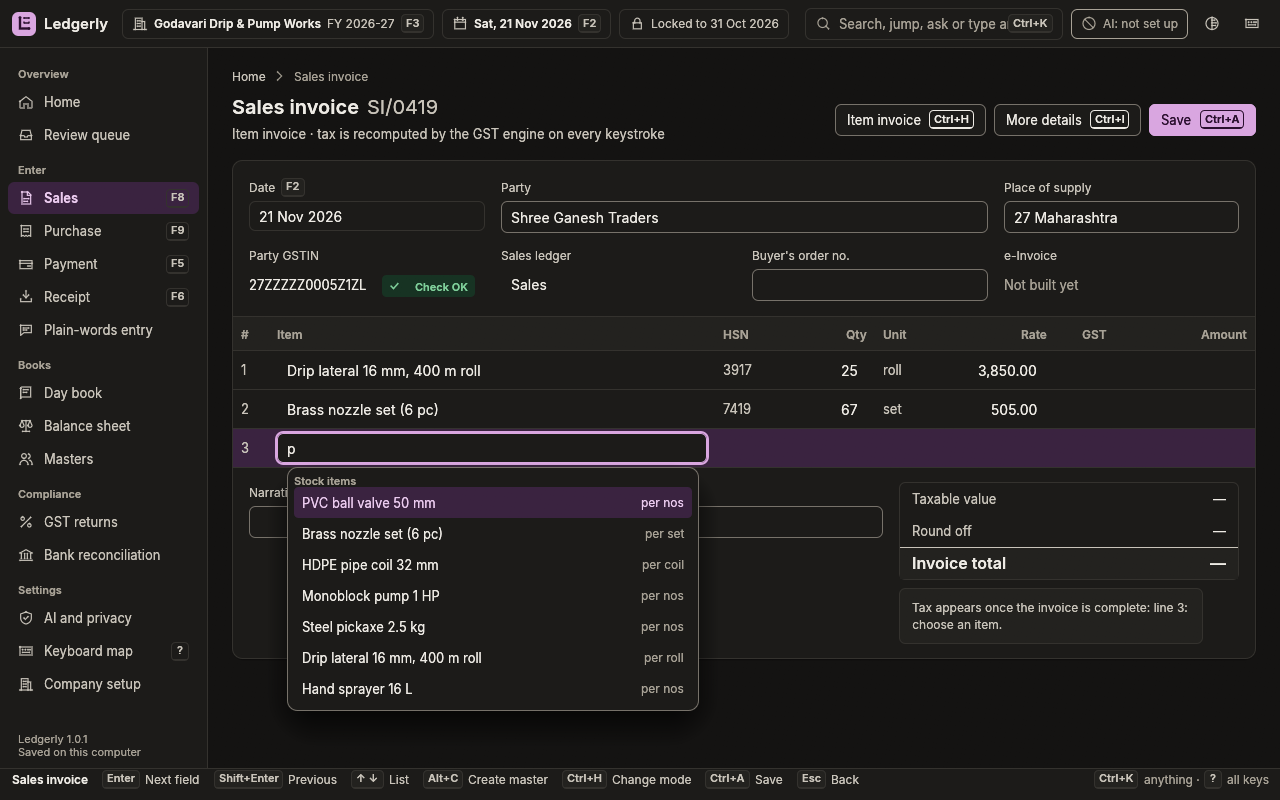 Ledgerly
Godavari Drip & Pump Works FY 2026-27 F3
Sat, 21 Nov 2026 F2
Locked to 31 Oct 2026
Search, jump, ask or type a Ctrl+K
AI: not set up
Overview
Home
Review queue
Enter
Sales F8
Purchase F9
Payment F5
Receipt F6
Plain-words entry
Books
Day book
Balance sheet
Masters
Compliance
GST returns
Bank reconciliation
Settings
AI and privacy
Keyboard map ?
Company setup
Ledgerly 1.0.1
Saved on this computer
Home Sales invoice
Sales invoice SI/0419
Item invoice · tax is recomputed by the GST engine on every keystroke
Item invoice Ctrl+H
More details Ctrl+I
Save Ctrl+A
Date F2 Party Place of supply
21 Nov 2026 Shree Ganesh Traders 27 Maharashtra
Party GSTIN Sales ledger Buyer's order no. e-Invoice
27ZZZZZ0005Z1ZL Check OK Sales Not built yet
# Item HSN Qty Unit Rate GST Amount
1 Drip lateral 16 mm, 400 m roll 3917 25 roll 3,850.00
2 Brass nozzle set (6 pc) 7419 67 set 505.00
3 p
Stock items
PVC ball valve 50 mm per nos
Brass nozzle set (6 pc) per set
HDPE pipe coil 32 mm per coil
Monoblock pump 1 HP per nos
Steel pickaxe 2.5 kg per nos
Drip lateral 16 mm, 400 m roll per roll
Hand sprayer 16 L per nos
Taxable value —
Round off —
Invoice total —
Tax appears once the invoice is complete: line 3:
choose an item.
Sales invoice Enter Next field Shift+Enter Previous ↑ ↓ List Alt+C Create master Ctrl+H Change mode Ctrl+A Save Esc Back Ctrl+K anything · ? all keys